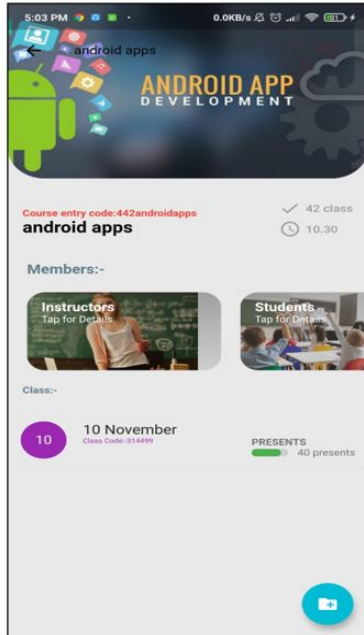 5:03 PM
0.0KB/s
android apps
ANDROID APP
DEVELOPMENT
Course entry code:442androidapps
android apps
42 class
10.30
Members:-
Instructors
Tap for Details
Students
Tap for Details
Class:-
10
10 November
Class Code-314499
PRESENTS
40 presents